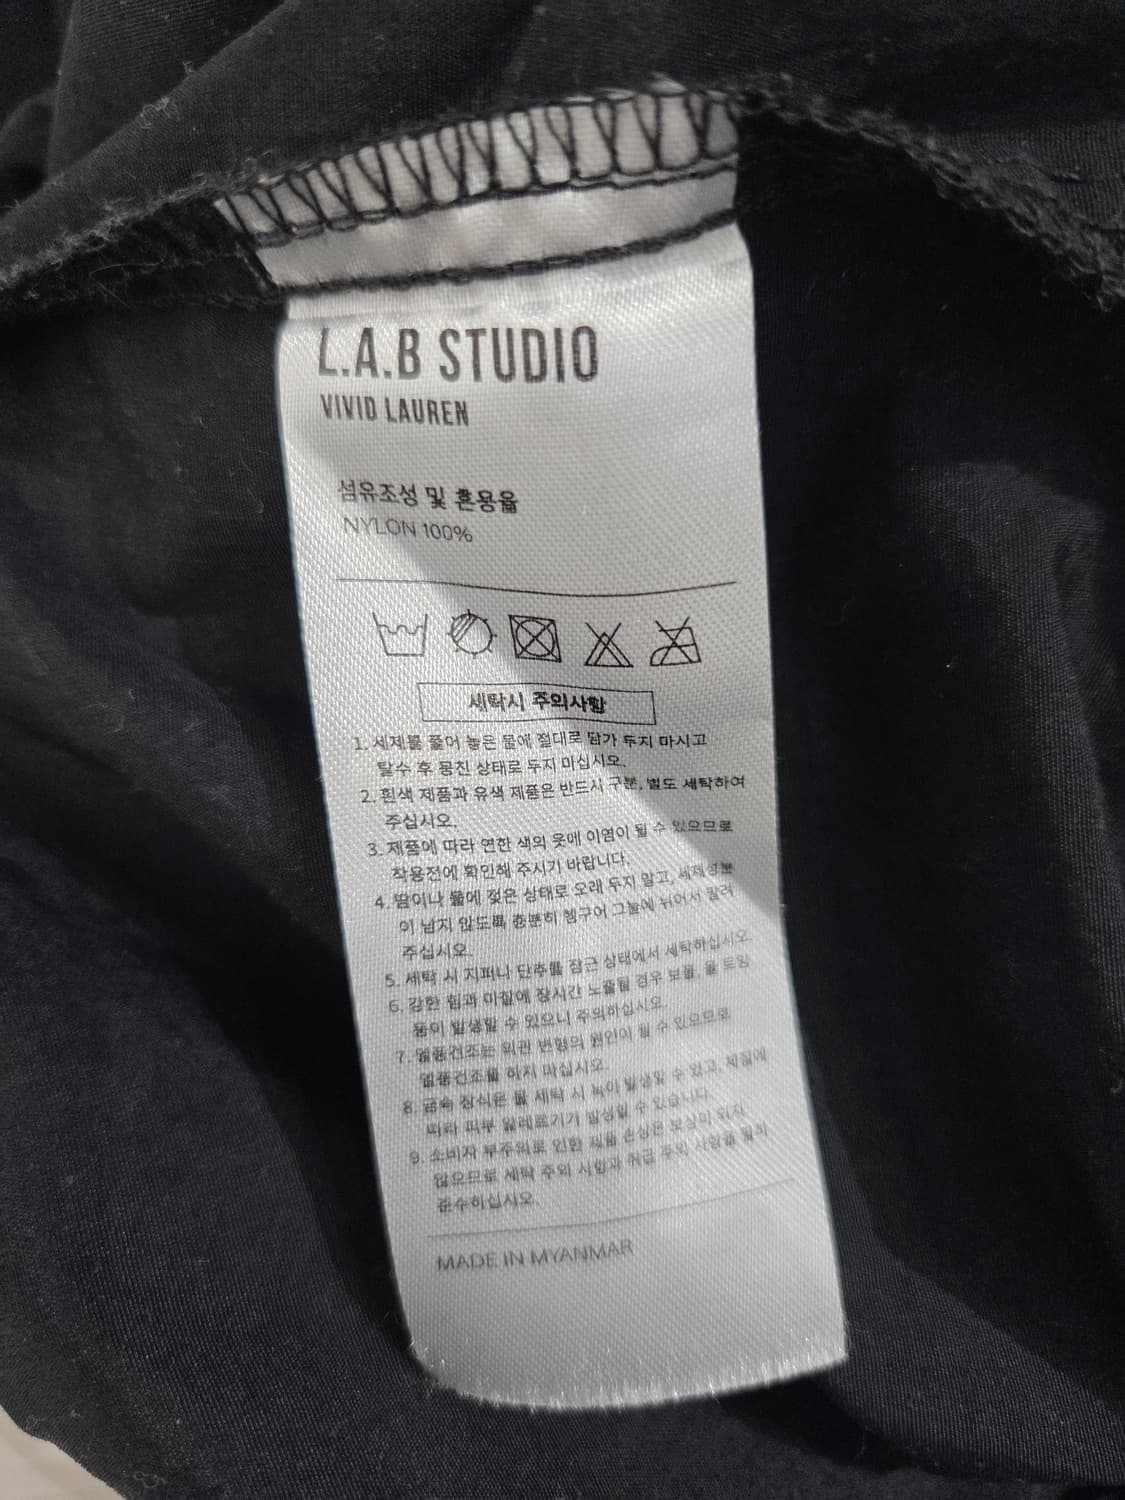 L.A.B STUDIO
VIVID LAUREN
섬유조성 및 혼용율
NYLON 100%
세탁시 주의사항
1. 세제를 풀어 놓은 물에 절대로 담가 두지 마시고
탈수 후 뭉친 상태로 두지 마십시오.
2. 흰색 제품과 유색 제품은 반드시 구분, 별도 세탁하여
주십시오.
3. 제품에 따라 연한 색의 옷에 이염이 될 수 있으므로
착용전에 확인해 주시기 바랍니다.
4. 땀이나 물에 젖은 상태로 오래 두지 말고, 세제성분
이 남지 않도록 충분히 헹구어 그늘에 뉘어서 말려
주십시오.
5. 세탁 시 지퍼나 단추를 잠근 상태에서 세탁하십시오
6. 강한 힘과 마찰에 장시간 노출될 경우 보풀, 올 트임
등이 발생할 수 있으니 주의하십시오
7. 열풍건조는 외관 변형의 원인이 될 수 있으므로
열풍건조를 하지 마십시오.
8. 금속 장식은 물 세탁 시 녹이 발생할 수 있고, 체질에
따라 피부 알레르기가 발생할 수 있습니다.
9. 소비자 부주의로 인한 제품 손상은 보상이 되지
않으므로 세탁 주의 사항과 취급 주의 사항을 필히
준수하십시오.
MADE IN MYANMAR